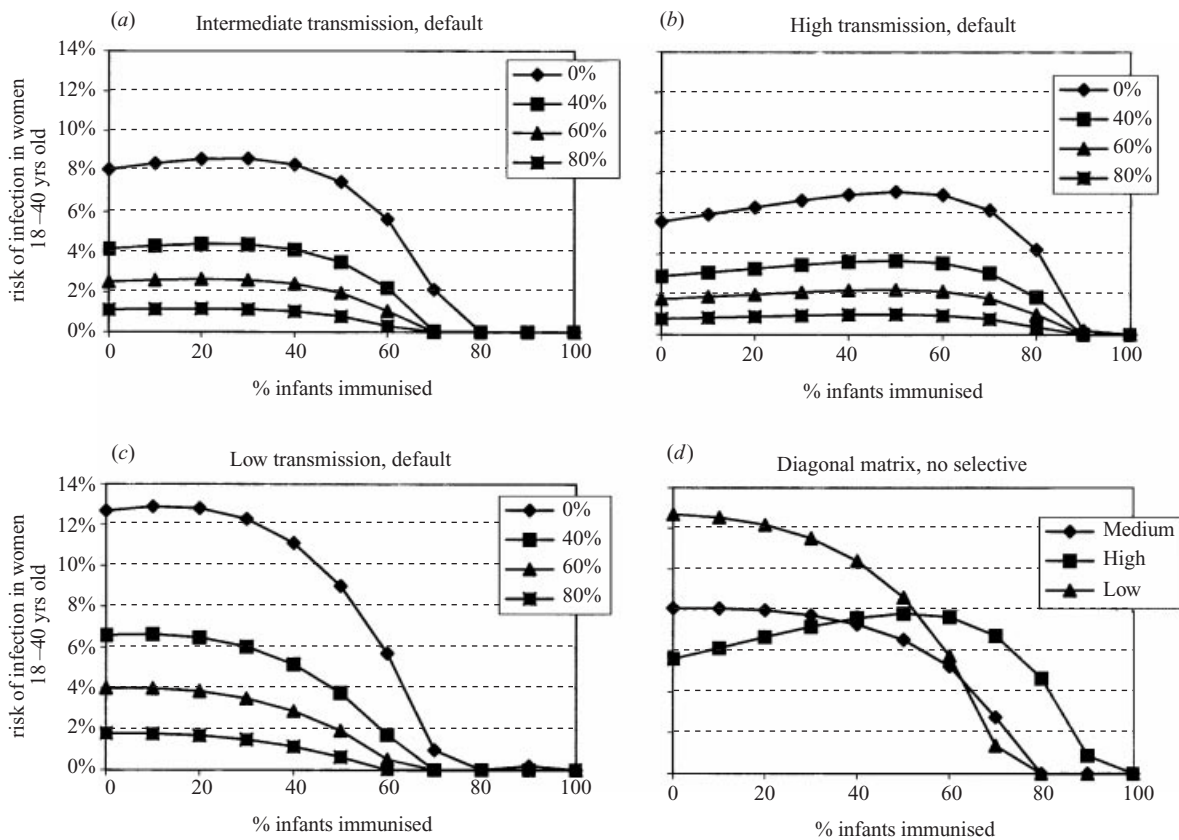 (a) Intermediate transmission, default
14%
12%
10%
8%
6%
4%
2%
0%
risk of infection in women
18–40 yrs old
0%
40%
60%
80%
0 20 40 60 80 100
% infants immunised
(b) High transmission, default
0%
40%
60%
80%
0 20 40 60 80 100
% infants immunised
(c) Low transmission, default
14%
12%
10%
8%
6%
4%
2%
0%
risk of infection in women
18–40 yrs old
0%
40%
60%
80%
0 20 40 60 80 100
% infants immunised
(d) Diagonal matrix, no selective
Medium
High
Low
0 20 40 60 80 100
% infants immunised